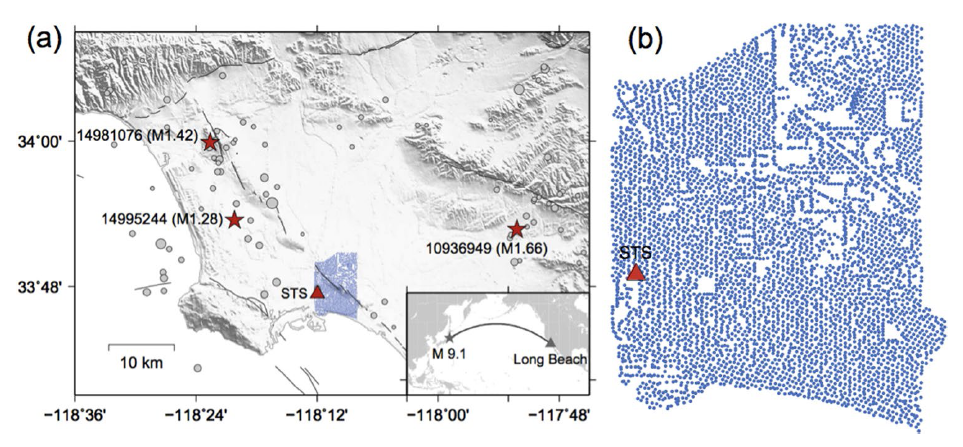 (a)
(b)
14981076 (M1.42)
34°00'
14995244 (M1.28)
10936949 (M1.66)
STS
STS
33°48'
10 km
M 9.1
Long Beach
−118°36'
−118°24'
−118°12'
−118°00'
−117°48'